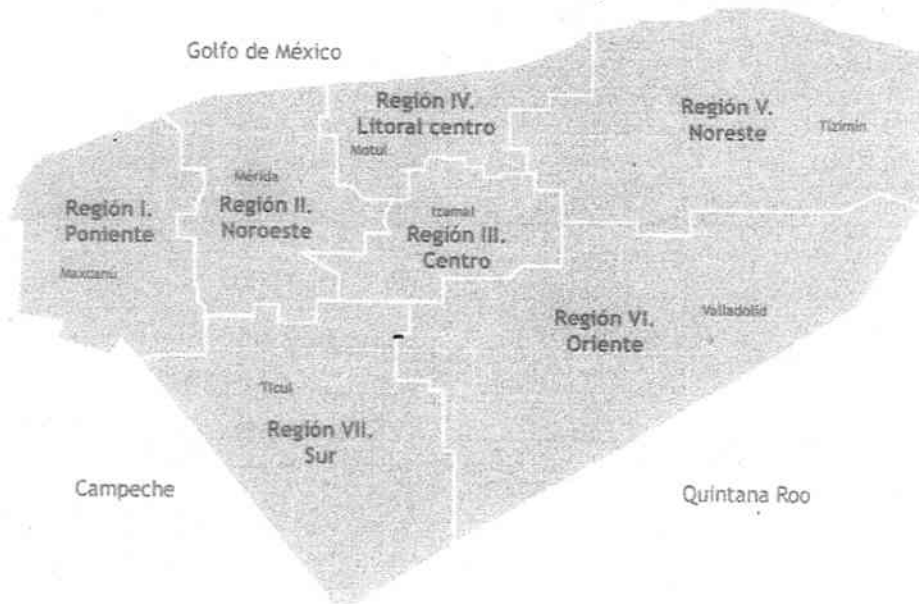 Golfo de México
Región IV.
Litoral centro
Motul
Región V.
Noreste
Tizimín
Mérida
Región II.
Noroeste
Región I.
Poniente
Maxcanú
Izamal
Región III.
Centro
Región VI.
Oriente
Valladolid
Ticul
Región VII.
Sur
Campeche
Quintana Roo